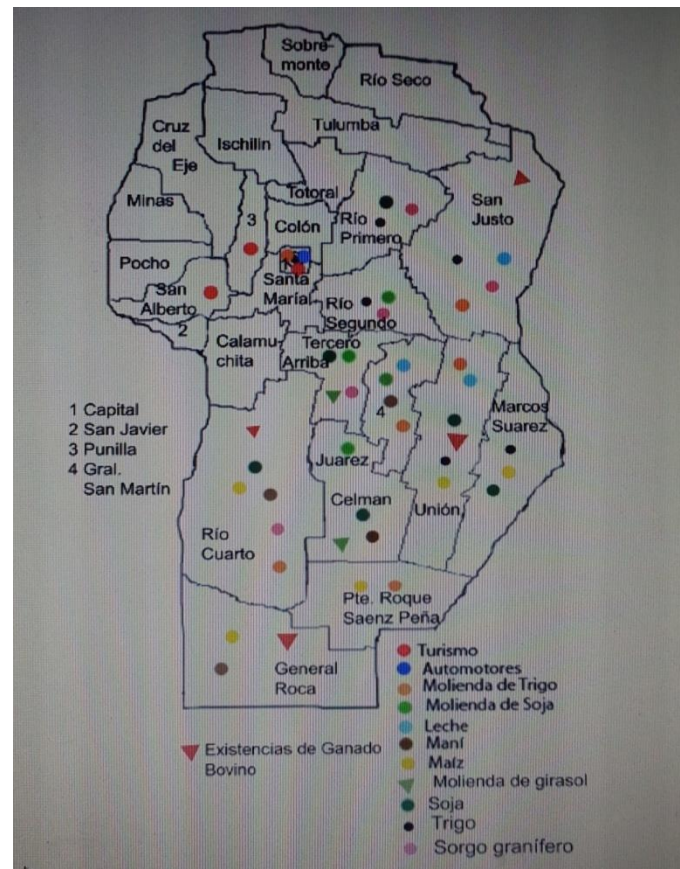 Sobre-
monte
Río Seco
Cruz
del
Eje
Ischilin
Tulumba
Totoral
Minas
3
Colón
Río
Primero
San
Justo
Pocho
San
Alberto
2
Santa
María
Río
Segundo
Calamu-
chita
Tercero
Arriba
4
Marcos
Suarez
1 Capital
2 San Javier
3 Punilla
4 Gral.
San Martín
Juarez
Celman
Unión
Río
Cuarto
Pte. Roque
Saenz Peña
General
Roca
Turismo
Automotores
Molienda de Trigo
Molienda de Soja
Leche
Maní
Maíz
Molienda de girasol
Soja
Trigo
Sorgo granífero
Existencias de Ganado
Bovino